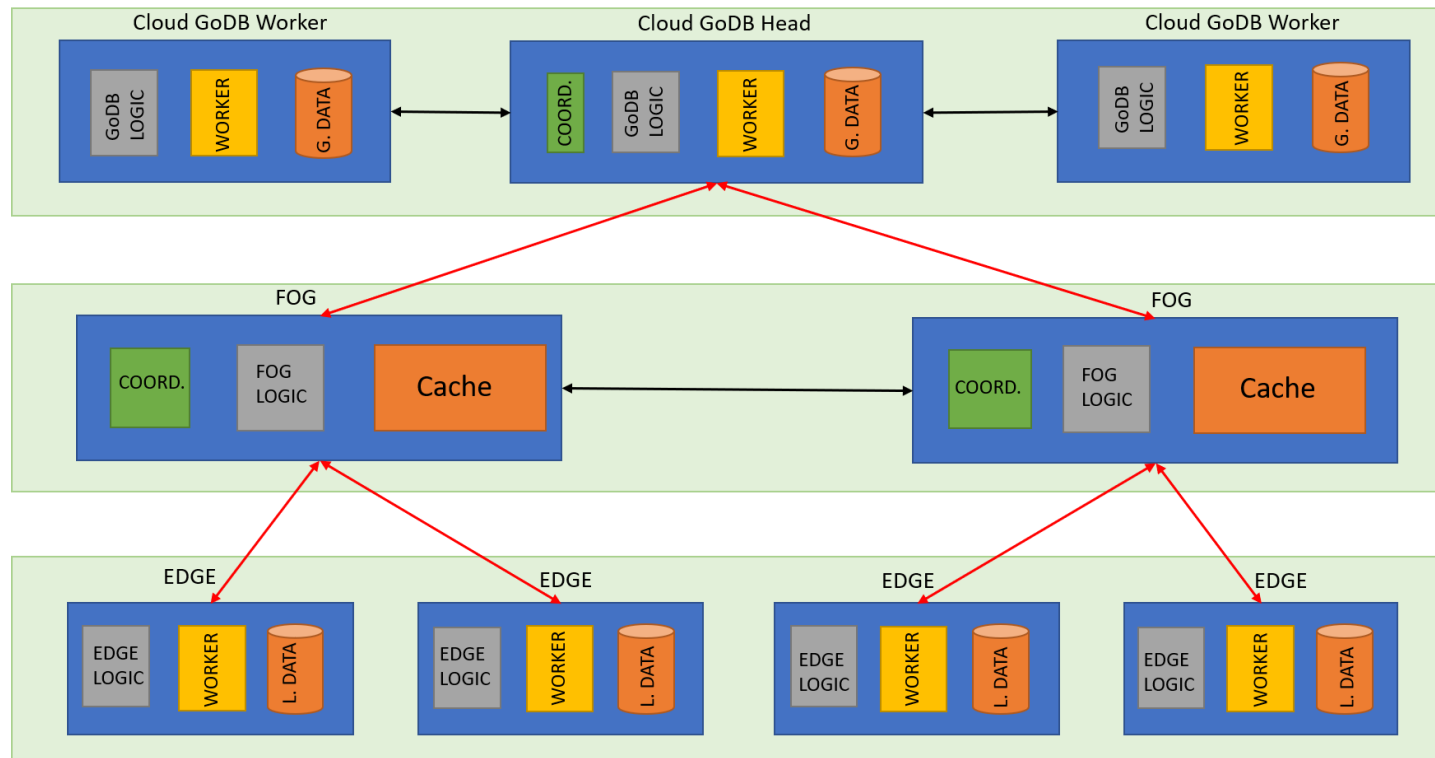 Cloud GoDB Worker
Cloud GoDB Head
Cloud GoDB Worker
GoDB
LOGIC
WORKER
G. DATA
COORD.
GoDB
LOGIC
WORKER
G. DATA
GoDB
LOGIC
WORKER
G. DATA
FOG
FOG
COORD.
FOG
LOGIC
Cache
COORD.
FOG
LOGIC
Cache
EDGE
EDGE
EDGE
EDGE
EDGE
LOGIC
WORKER
L. DATA
EDGE
LOGIC
WORKER
L. DATA
EDGE
LOGIC
WORKER
L. DATA
EDGE
LOGIC
WORKER
L. DATA